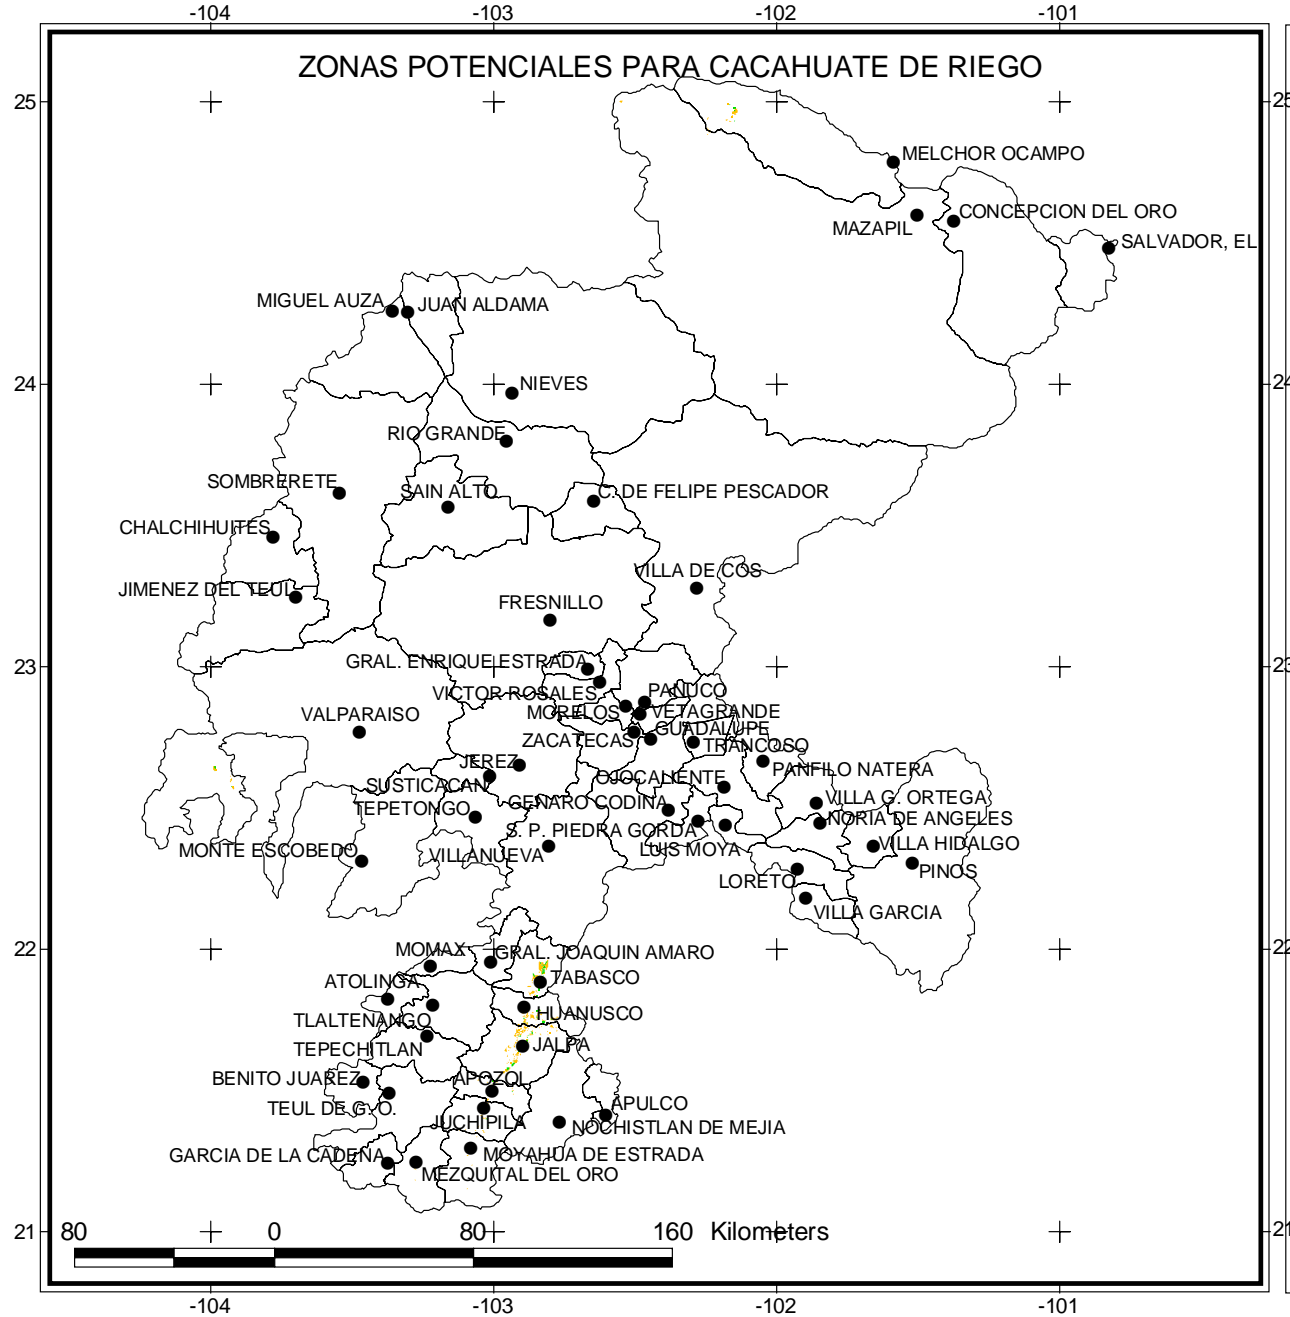 -104 -103 -102 -101
ZONAS POTENCIALES PARA CACAHUATE DE RIEGO
25 25
MELCHOR OCAMPO
CONCEPCION DEL ORO
MAZAPIL
SALVADOR, EL
MIGUEL AUZA
JUAN ALDAMA
24 24
NIEVES
RIO GRANDE
SOMBRERETE
SAIN ALTO
C. DE FELIPE PESCADOR
CHALCHIHUITES
VILLA DE COS
JIMENEZ DEL TEUL
FRESNILLO
23 23
GRAL. ENRIQUE ESTRADA
VICTOR ROSALES
PANUCO
MORELOS
VETAGRANDE
VALPARAISO
GUADALUPE
ZACATECAS
TRANCOSO
JEREZ
PANFILO NATERA
OJOCALIENTE
SUSTICACAN
VILLA G. ORTEGA
GENARO CODINA
TEPETONGO
NORIA DE ANGELES
S. P. PIEDRA GORDA
VILLA HIDALGO
LUIS MOYA
MONTE ESCOBEDO
VILLANUEVA
PINOS
LORETO
VILLA GARCIA
22 22
MOMAX
GRAL. JOAQUIN AMARO
TABASCO
ATOLINGA
HUANUSCO
TLALTENANGO
JALPA
TEPECHITLAN
BENITO JUAREZ
APOZOL
TEUL DE G. O.
APULCO
JUCHIPILA
NOCHISTLAN DE MEJIA
GARCIA DE LA CADENA
MOYAHUA DE ESTRADA
MEZQUITAL DEL ORO
21 21
80 0 80 160 Kilometers
-104 -103 -102 -101